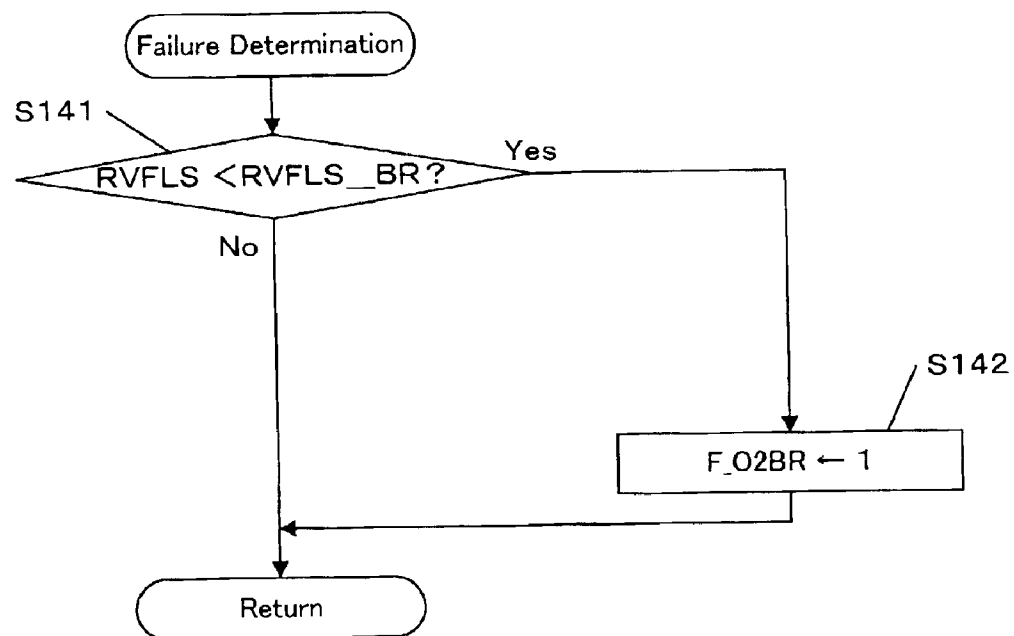 Failure Determination
S141
RVFLS <RVFLS_BR?
Yes
No
S142
F_O2BR ← 1
Return